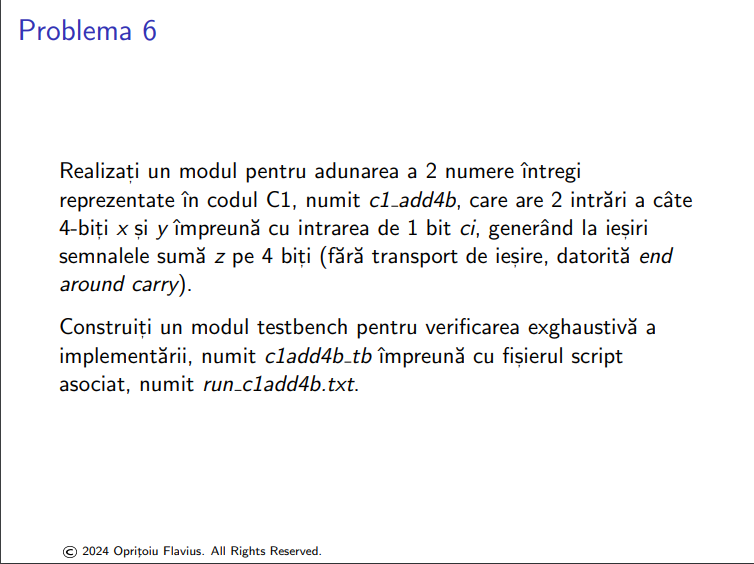 Problema 6
Realizați un modul pentru adunarea a 2 numere întregi
reprezentate în codul C1, numit c1_add4b, care are 2 intrări a câte
4-biți x și y împreună cu intrarea de 1 bit ci, generând la ieșiri
semnalele sumă z pe 4 biți (fără transport de ieșire, datorită end
around carry).
Construiți un modul testbench pentru verificarea exghaustivă a
implementării, numit c1add4b_tb împreună cu fișierul script
asociat, numit run_c1add4b.txt.
© 2024 Oprițoiu Flavius. All Rights Reserved.